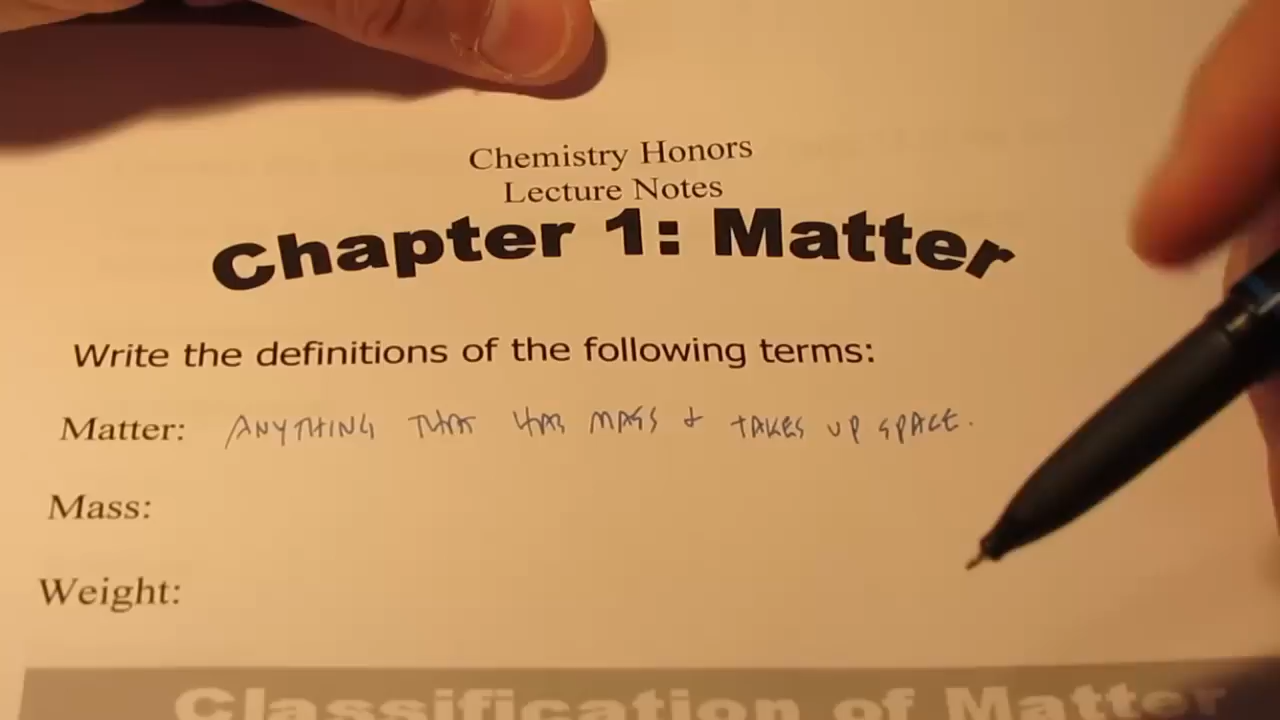 Chemistry Honors
Lecture Notes
Chapter 1: Matter
Write the definitions of the following terms:
Matter: ANYTHING THAT HAS MASS & TAKES UP SPACE.
Mass:
Weight:
Classification of Matter